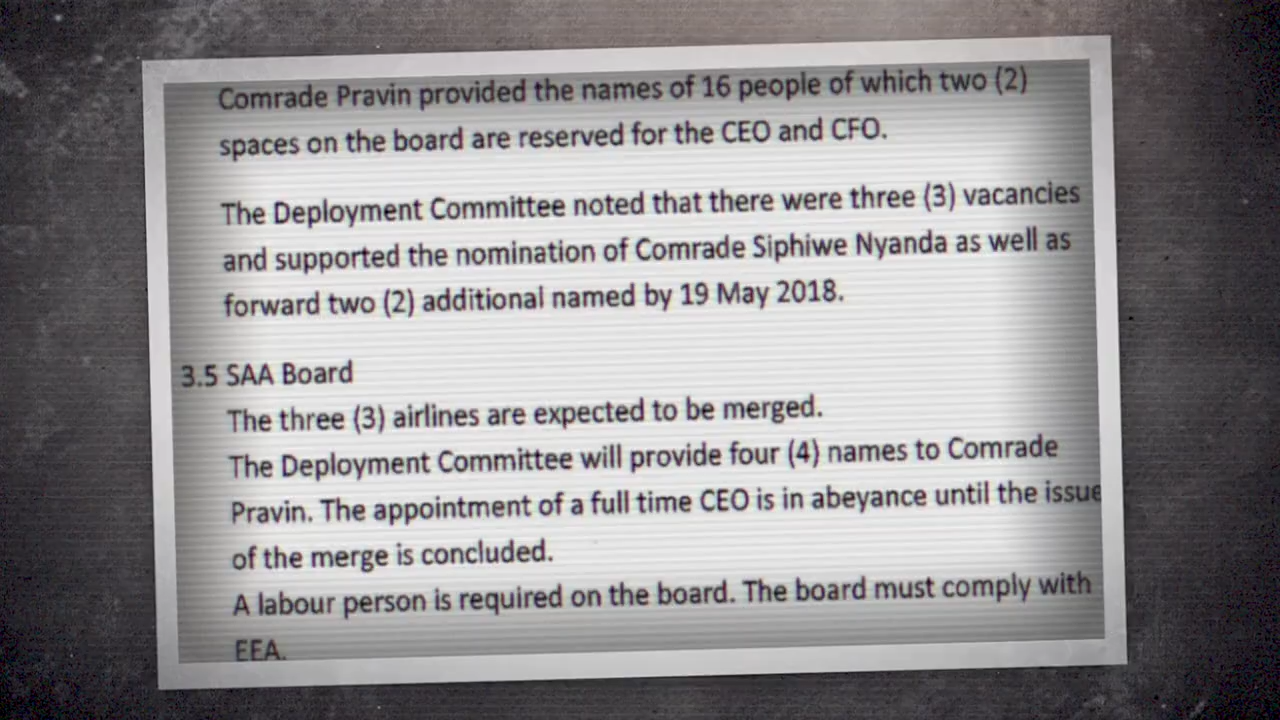 Comrade Pravin provided the names of 16 people of which two (2)
spaces on the board are reserved for the CEO and CFO.
The Deployment Committee noted that there were three (3) vacancies
and supported the nomination of Comrade Siphiwe Nyanda as well as
forward two (2) additional named by 19 May 2018.
3.5 SAA Board
The three (3) airlines are expected to be merged.
The Deployment Committee will provide four (4) names to Comrade
Pravin. The appointment of a full time CEO is in abeyance until the issue
of the merge is concluded.
A labour person is required on the board. The board must comply with
EEA.